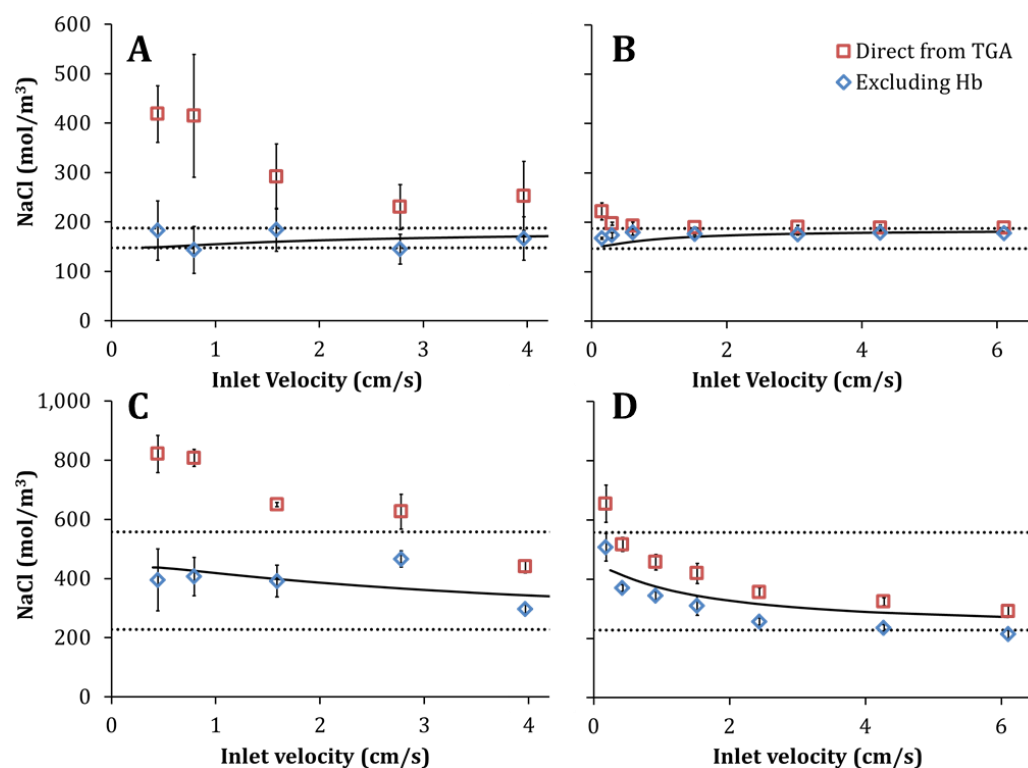 A
B
600
500
400
300
200
100
0
NaCl (mol/m³)
Direct from TGA
Excluding Hb
0 1 2 3 4
0 2 4 6
Inlet Velocity (cm/s)
Inlet Velocity (cm/s)
C
D
1,000
800
600
400
200
0
NaCl (mol/m³)
0 1 2 3 4
0 2 4 6
Inlet velocity (cm/s)
Inlet velocity (cm/s)